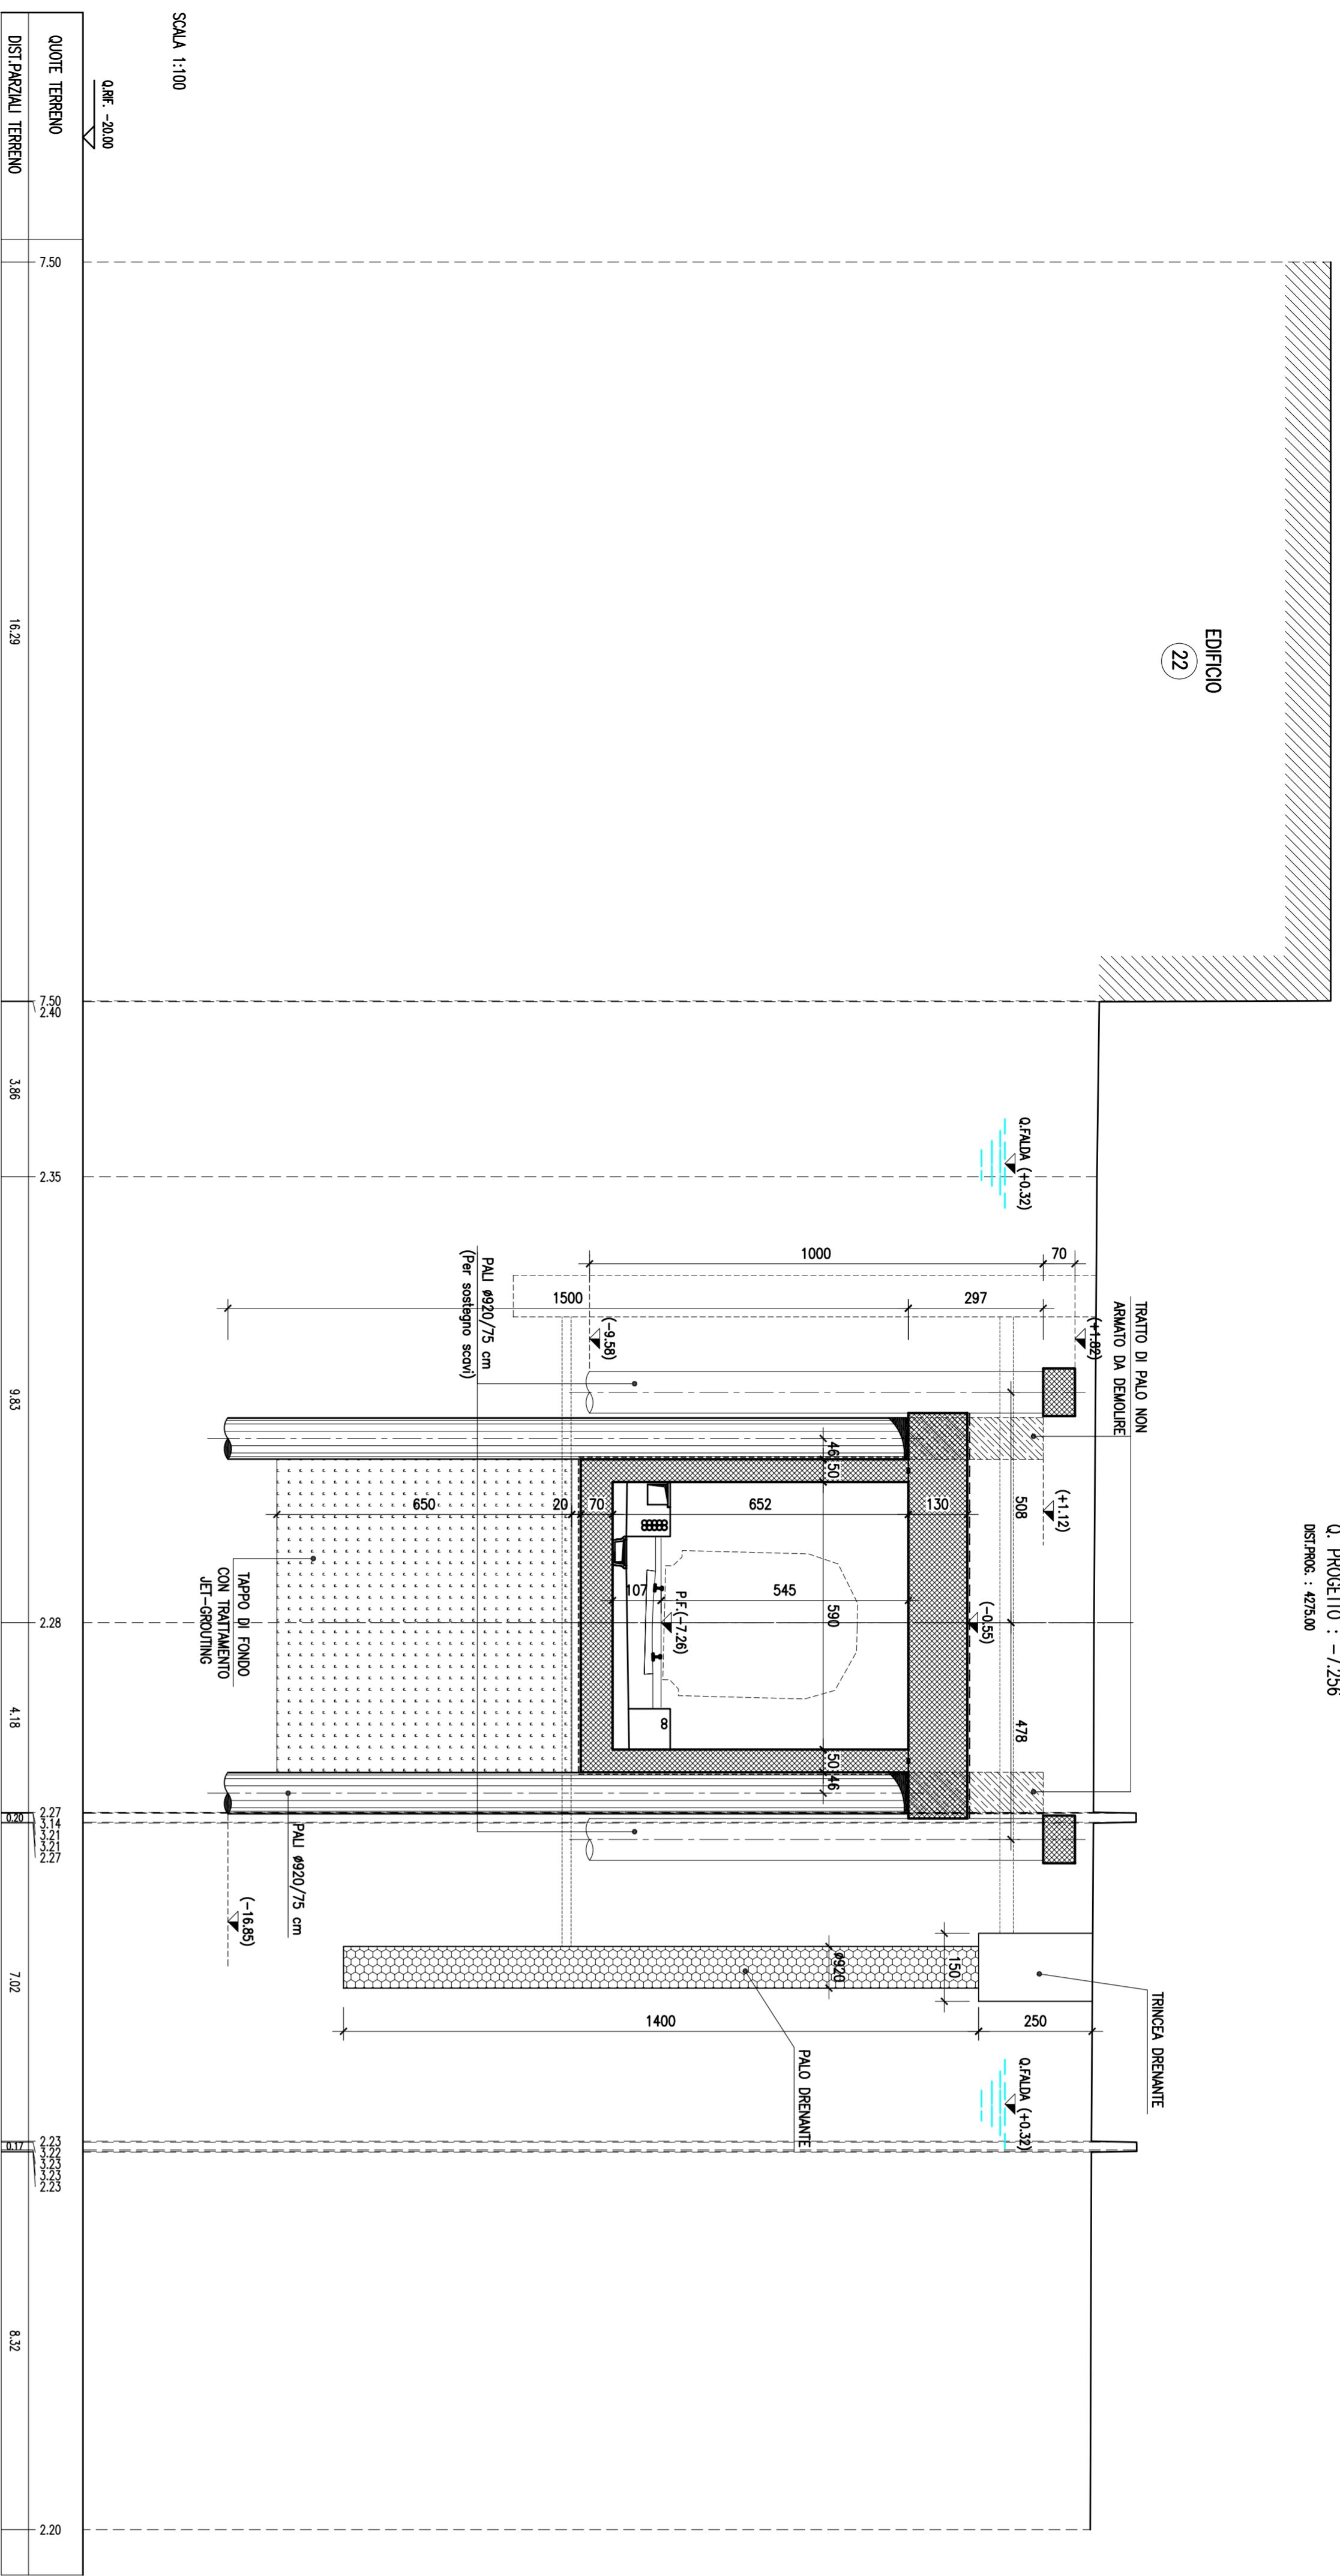 Q. PROGETTO : -7.256
DIST.PROG. : 4275.00
EDIFICIO
22
TRINCEA DRENANTE
TRATTO DI PALO NON
ARMATO DA DEMOLIRE
(+1.82)
(+1.12)
Q.FALDA (+0.32)
Q.FALDA (+0.32)
70
1000
297
1500
508
478
250
(-0.55)
150
130
46
50
590
50
46
ø920
545
652
PALO DRENANTE
P.F.(-7.26)
107
1400
(-9.58)
70
20
650
PALI ø920/75 cm
(Per sostegno scavi)
PALI ø920/75 cm
TAPPO DI FONDO
CON TRATTAMENTO
JET-GROUTING
(-16.85)
SCALA 1:100
Q.RIF. -20.00
QUOTE TERRENO
7.50
7.50
2.40
2.35
2.28
2.27
3.14
3.21
3.21
2.27
2.23
3.22
3.23
3.23
2.23
2.20
DIST.PARZIALI TERRENO
16.29
3.86
9.83
4.18
0.20
7.02
0.17
8.32